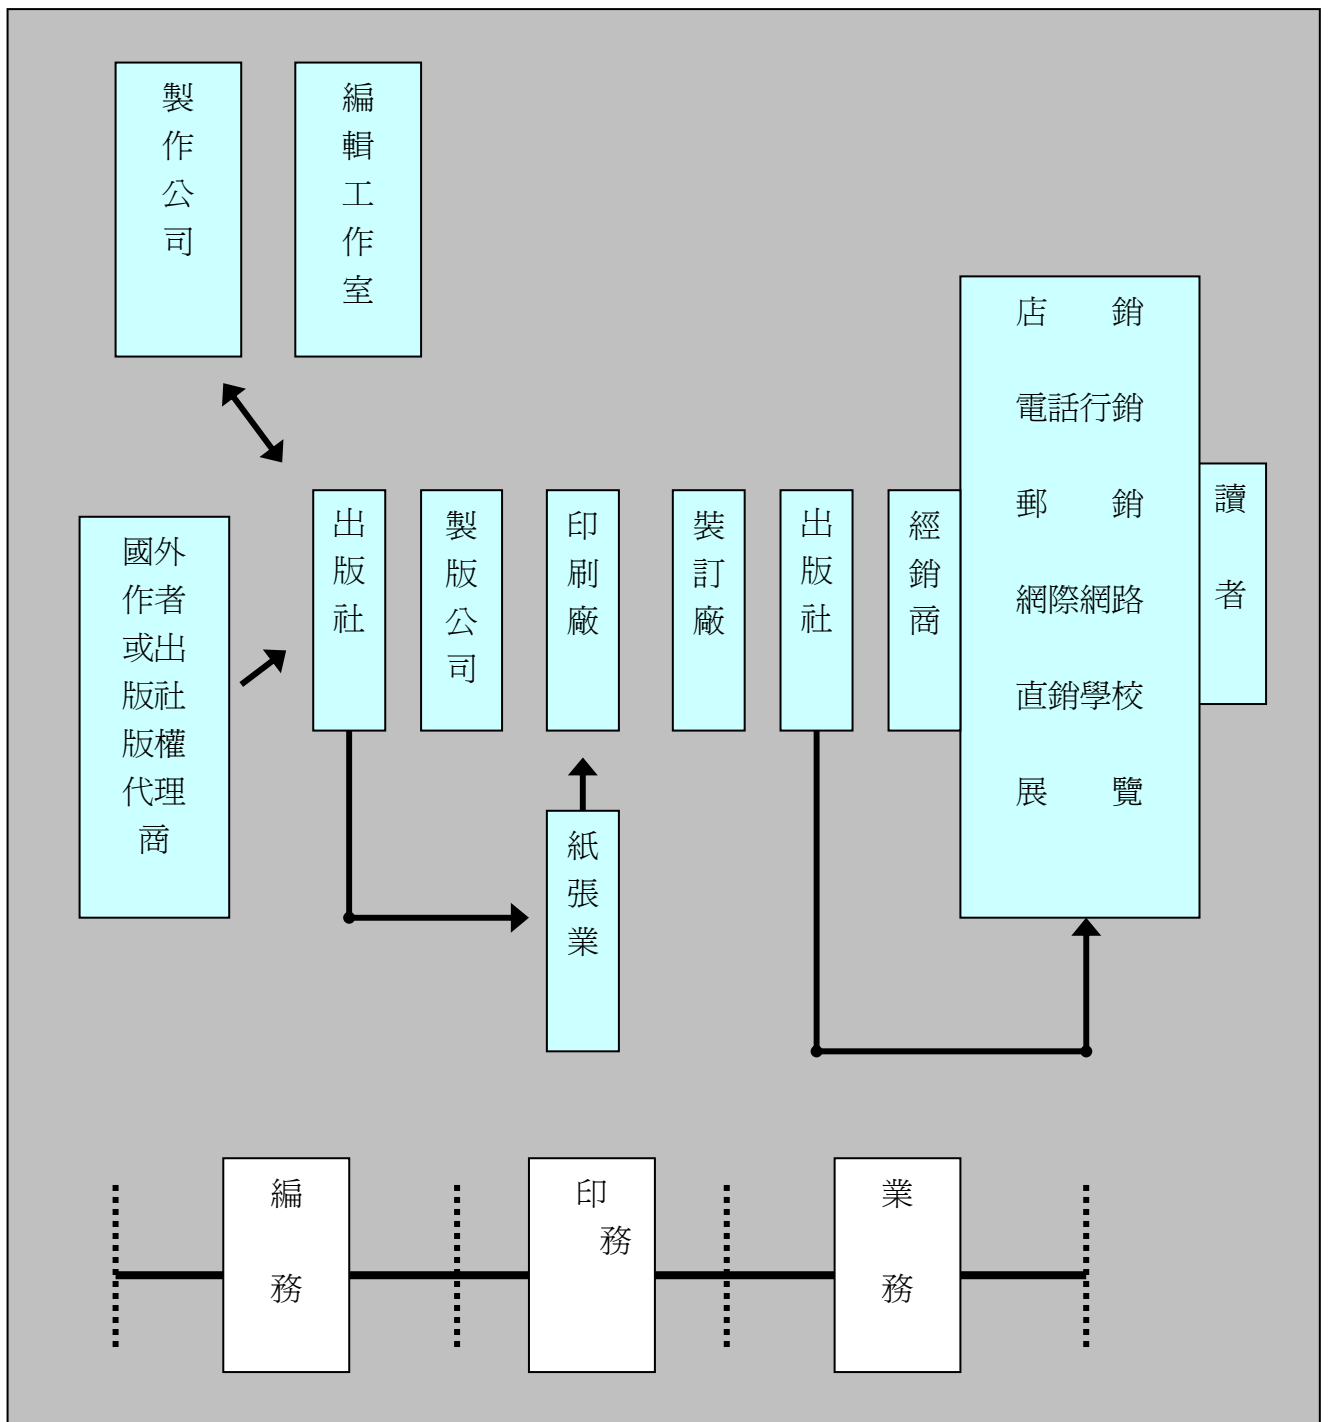 製作公司
編輯工作室
店　　銷
電話行銷
郵　　銷
網際網路
直銷學校
展　　覽
讀者
國外
作者
或出
版社
版權
代理
商
出版社
製版公司
印刷廠
裝訂廠
出版社
經銷商
紙張業
編務
印務
業務